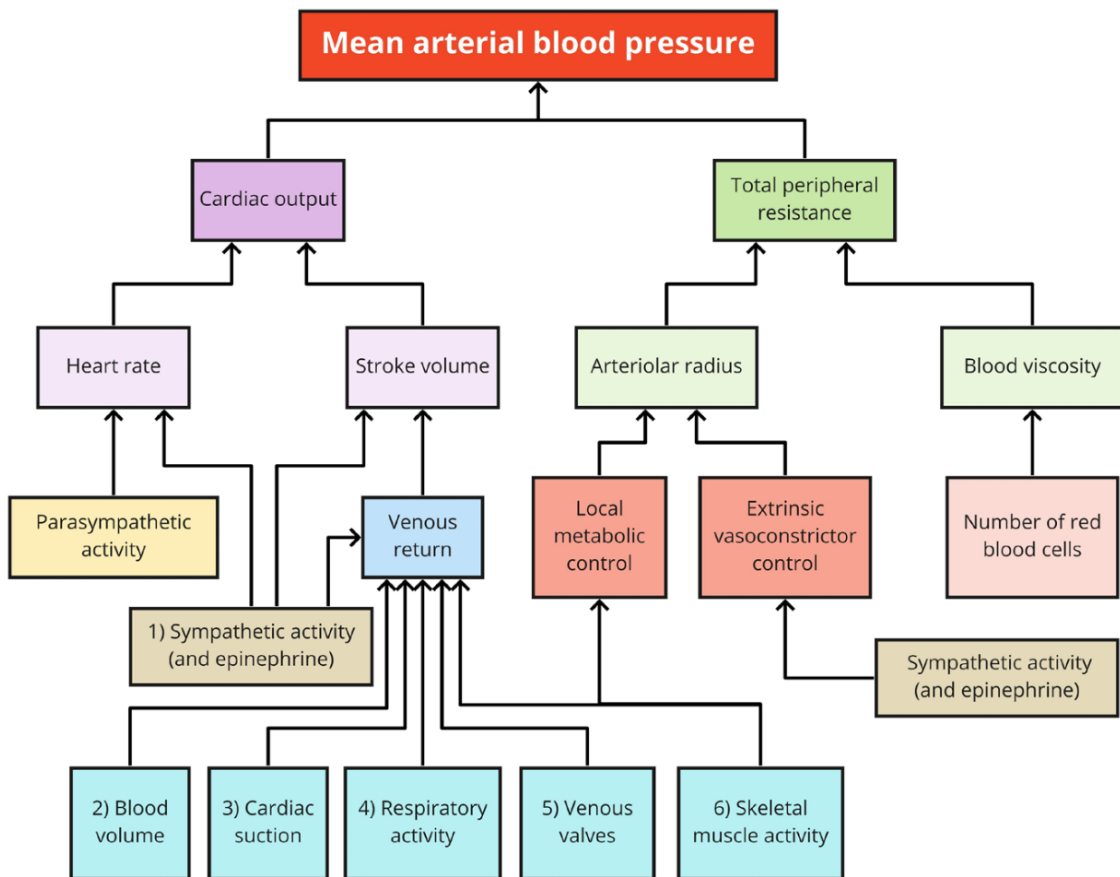 Mean arterial blood pressure
Cardiac output
Total peripheral
resistance
Heart rate
Stroke volume
Arteriolar radius
Blood viscosity
Parasympathetic
activity
Venous
return
Local
metabolic
control
Extrinsic
vasoconstrictor
control
Number of red
blood cells
1) Sympathetic activity
(and epinephrine)
Sympathetic activity
(and epinephrine)
2) Blood
volume
3) Cardiac
suction
4) Respiratory
activity
5) Venous
valves
6) Skeletal
muscle activity